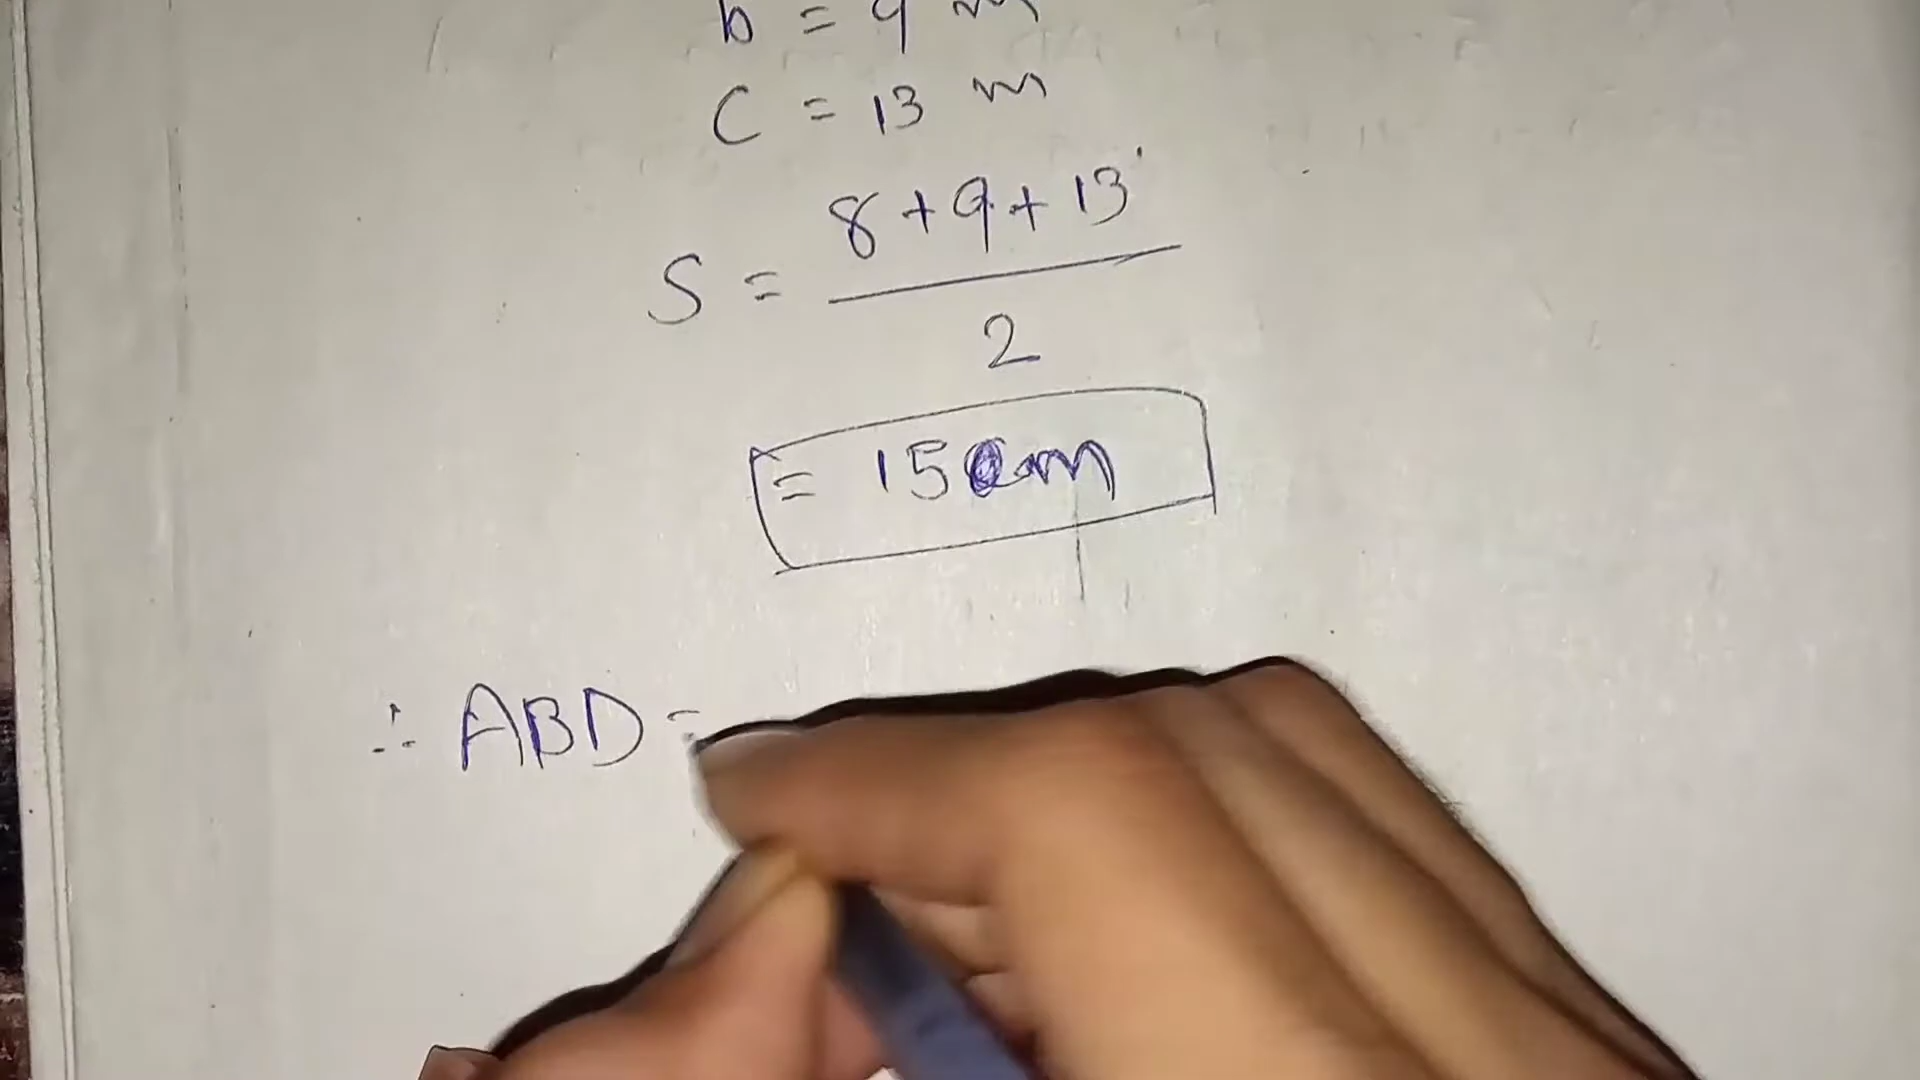 b = 9 m
C = 13 m
8+9+13
S =
2
= 15 m
∴ ABD =